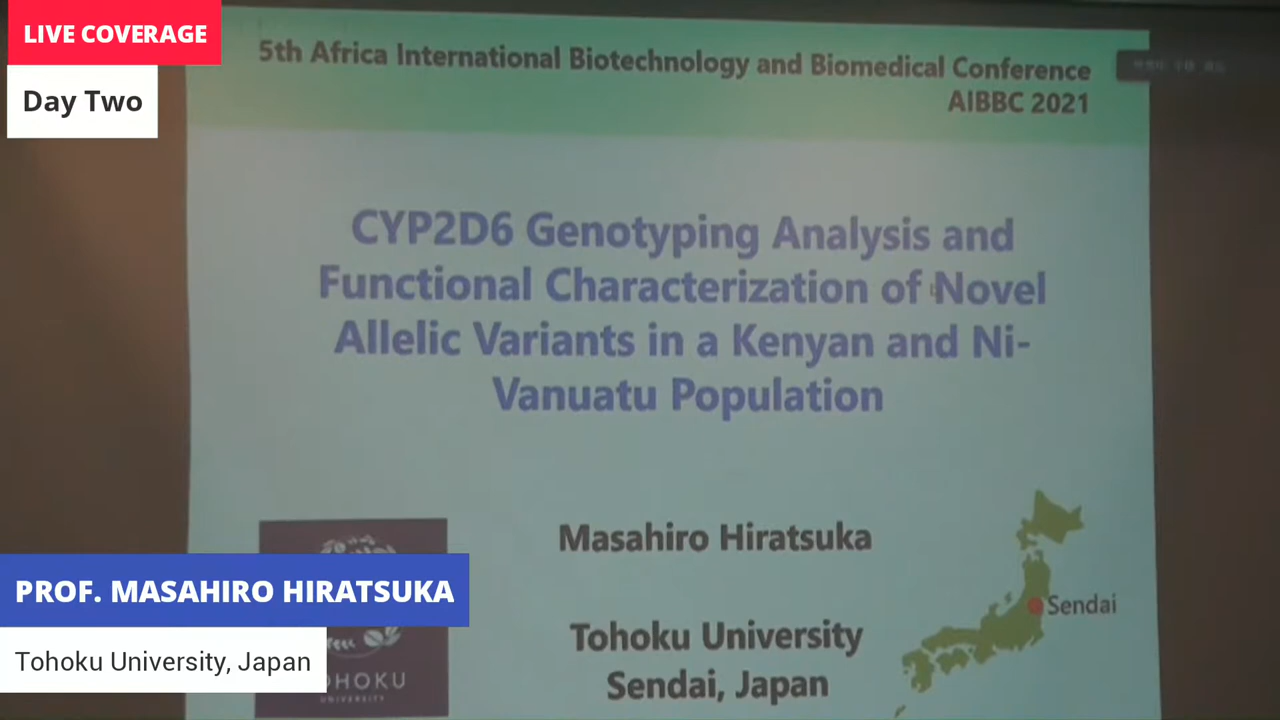 LIVE COVERAGE
Day Two
5th Africa International Biotechnology and Biomedical Conference
AIBBC 2021
CYP2D6 Genotyping Analysis and
Functional Characterization of Novel
Allelic Variants in a Kenyan and Ni-
Vanuatu Population
Masahiro Hiratsuka
Sendai
Tohoku University
Sendai, Japan
PROF. MASAHIRO HIRATSUKA
Tohoku University, Japan
OHOKU
UNIVERSITY